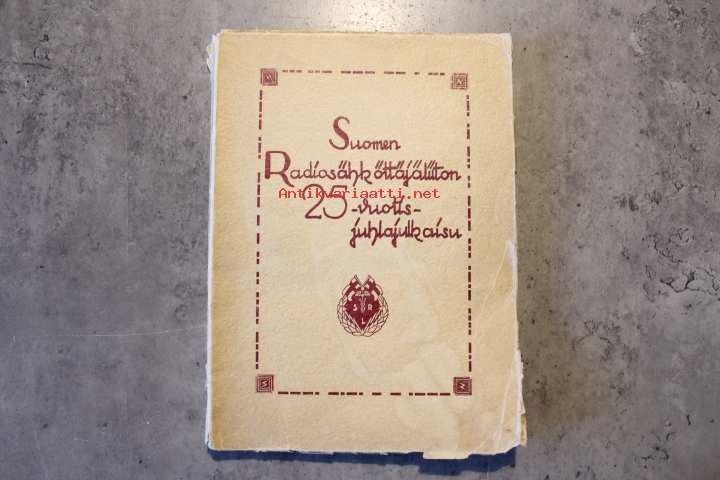 Suomen
Radiosähköttäjäliiton
Antikvariaatti.net
25-vuotis-
juhlajulkaisu
S R
L